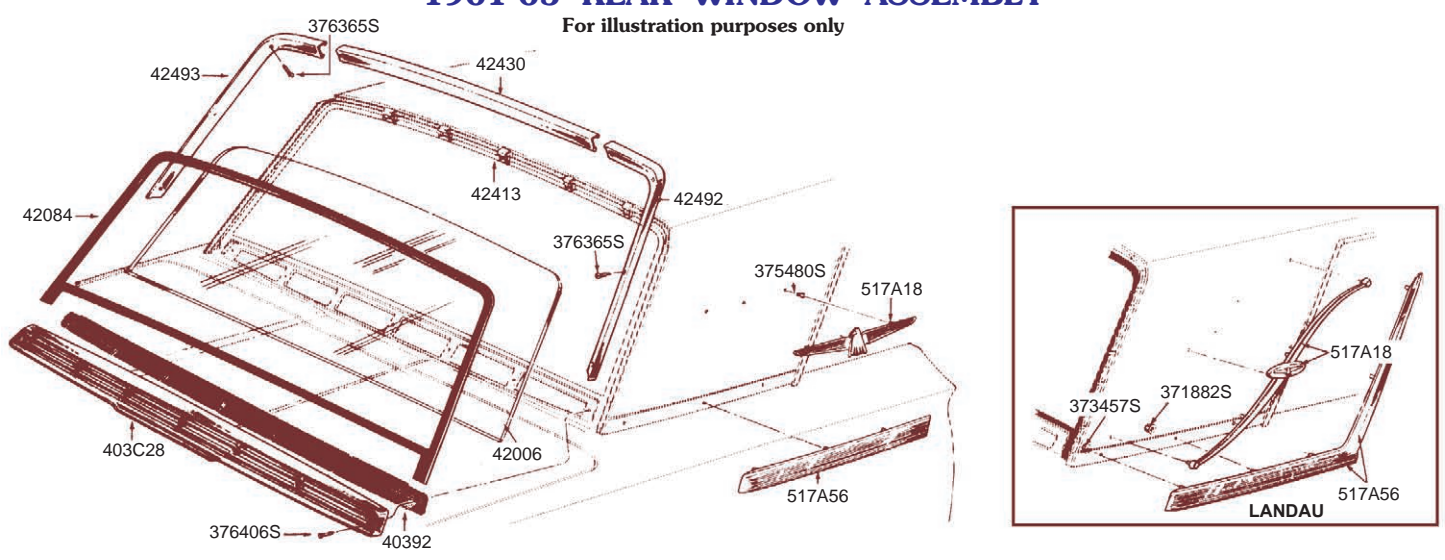 For illustration purposes only
376365S
42493
42430
42413
42492
42084
376365S
375480S
517A18
517A18
371882S
373457S
403C28
42006
517A56
517A56
LANDAU
376406S
40392